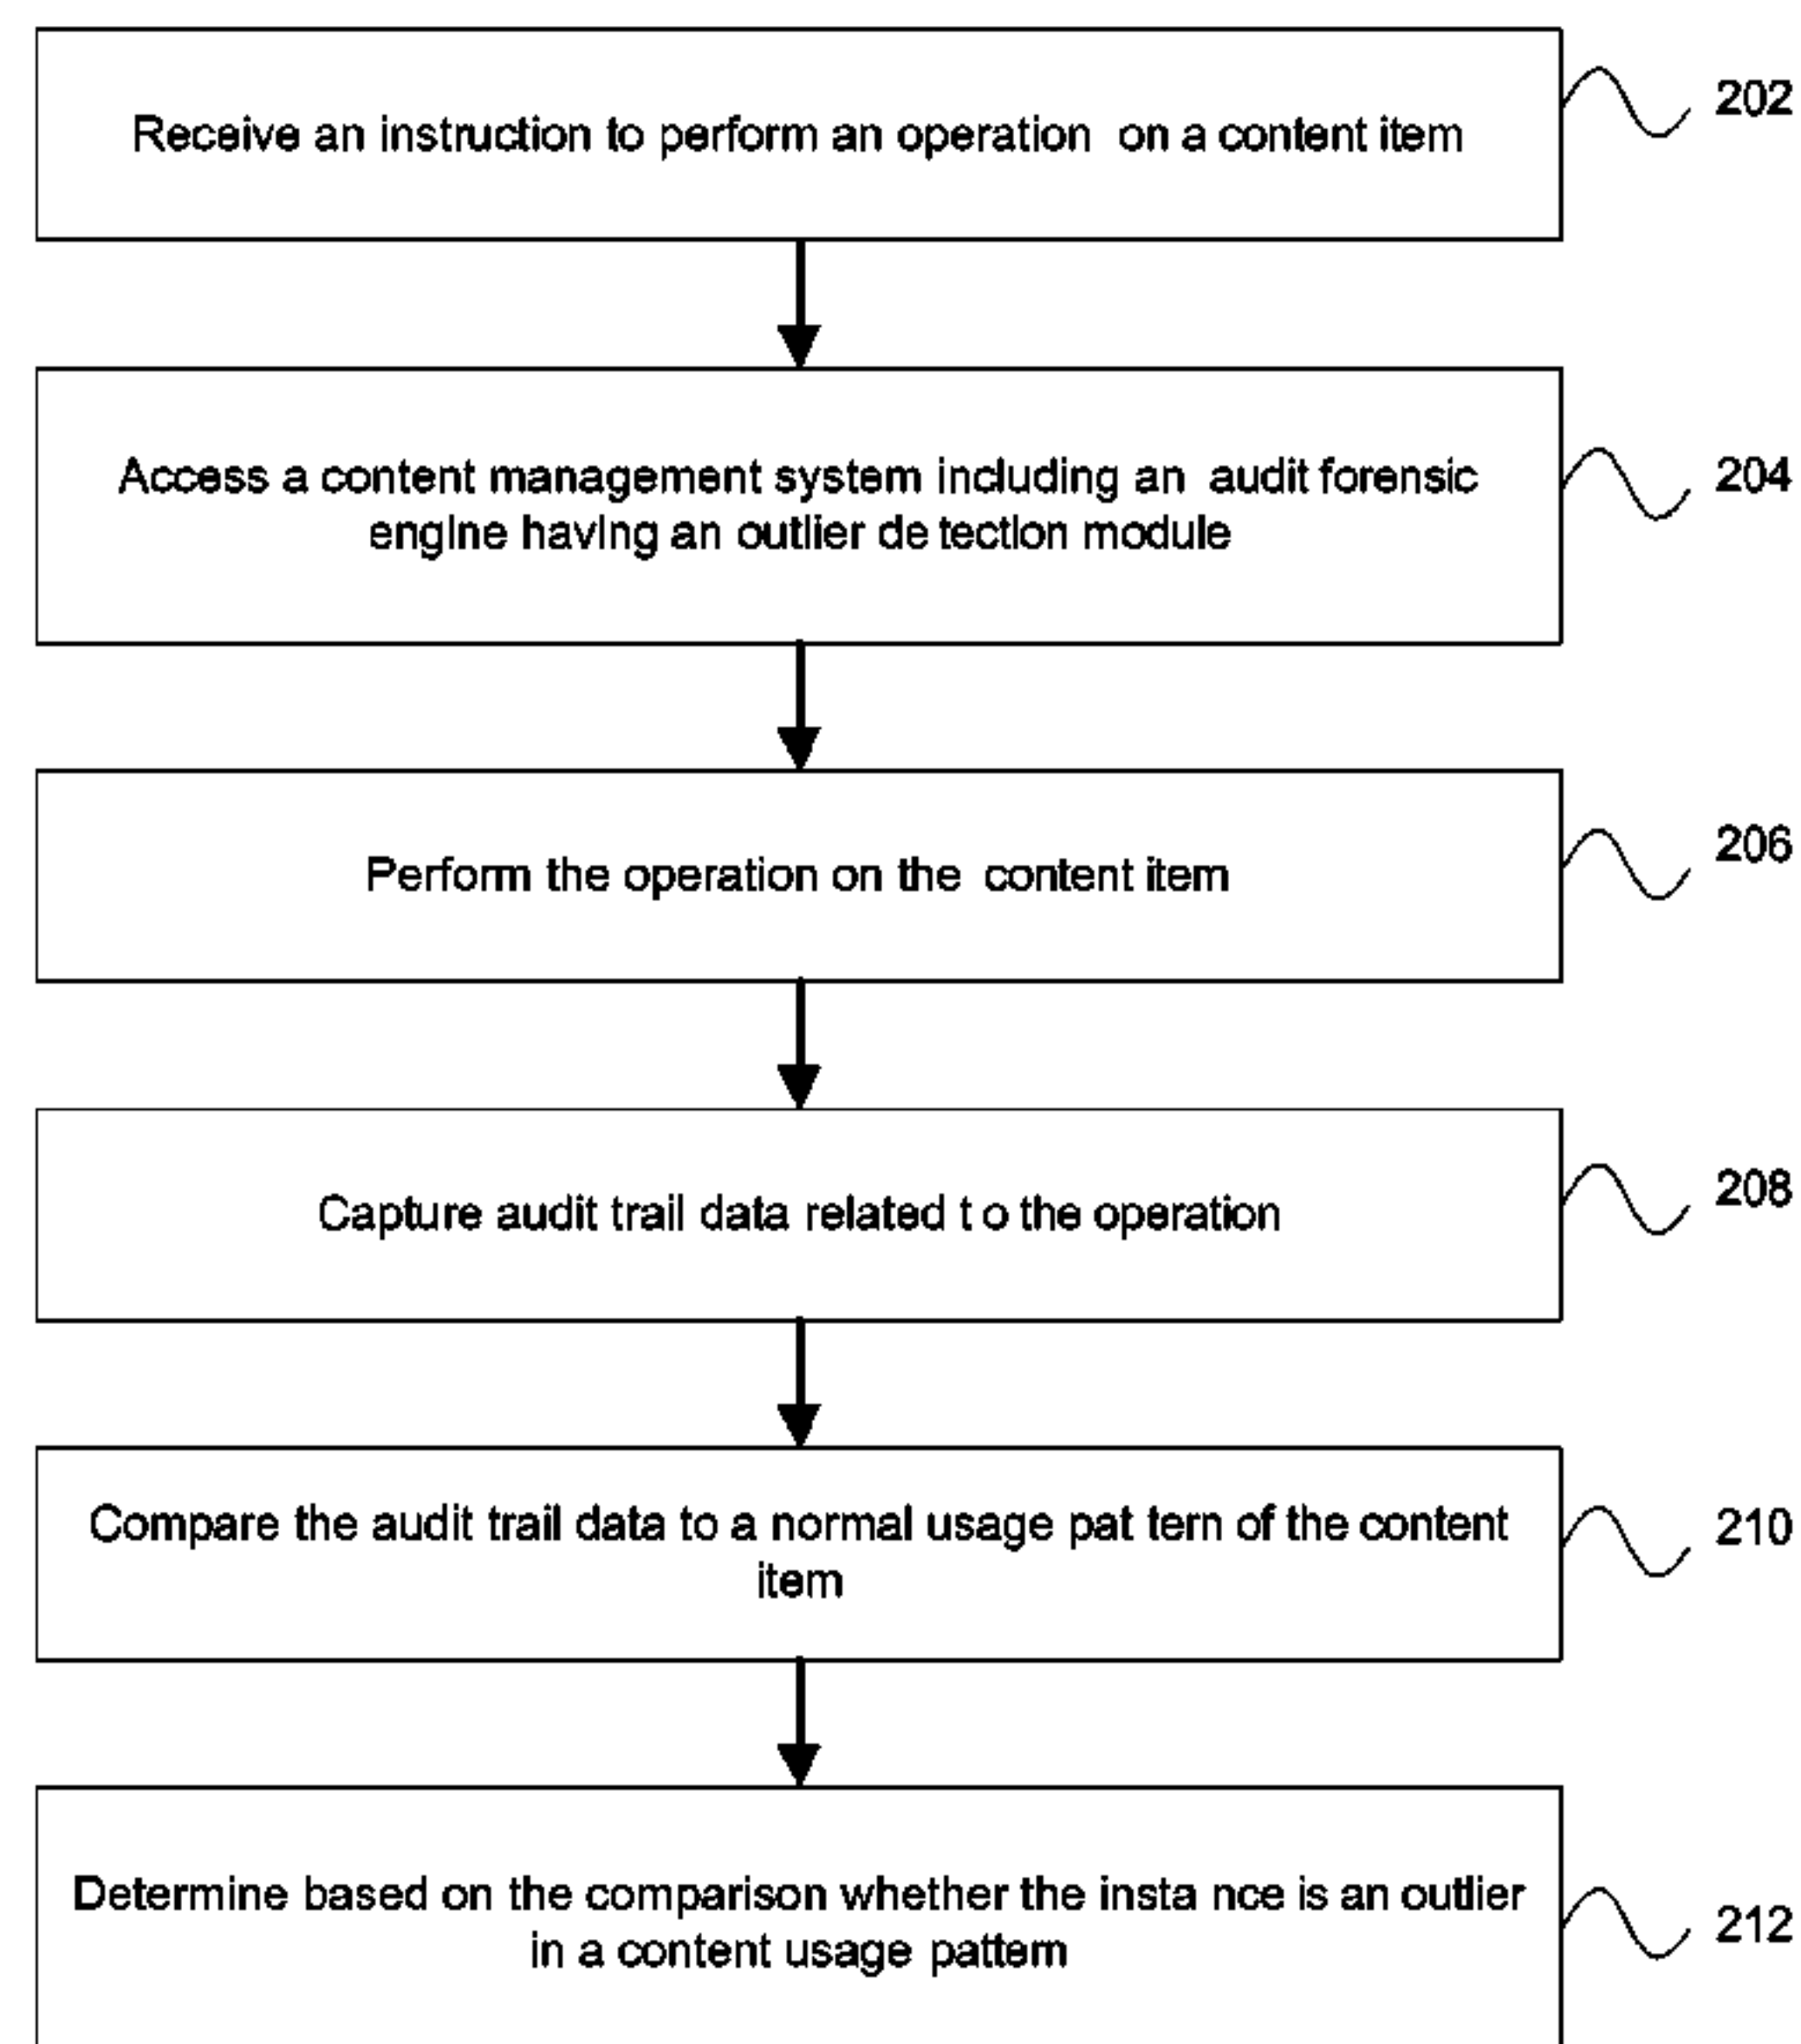 Receive an instruction to perform an operation on a content item
202
Access a content management system including an audit forensic
engine having an outlier de tection module
204
Perform the operation on the content item
206
Capture audit trail data related t o the operation
208
Compare the audit trail data to a normal usage pat tern of the content
item
210
Determine based on the comparison whether the insta nce is an outlier
in a content usage pattern
212